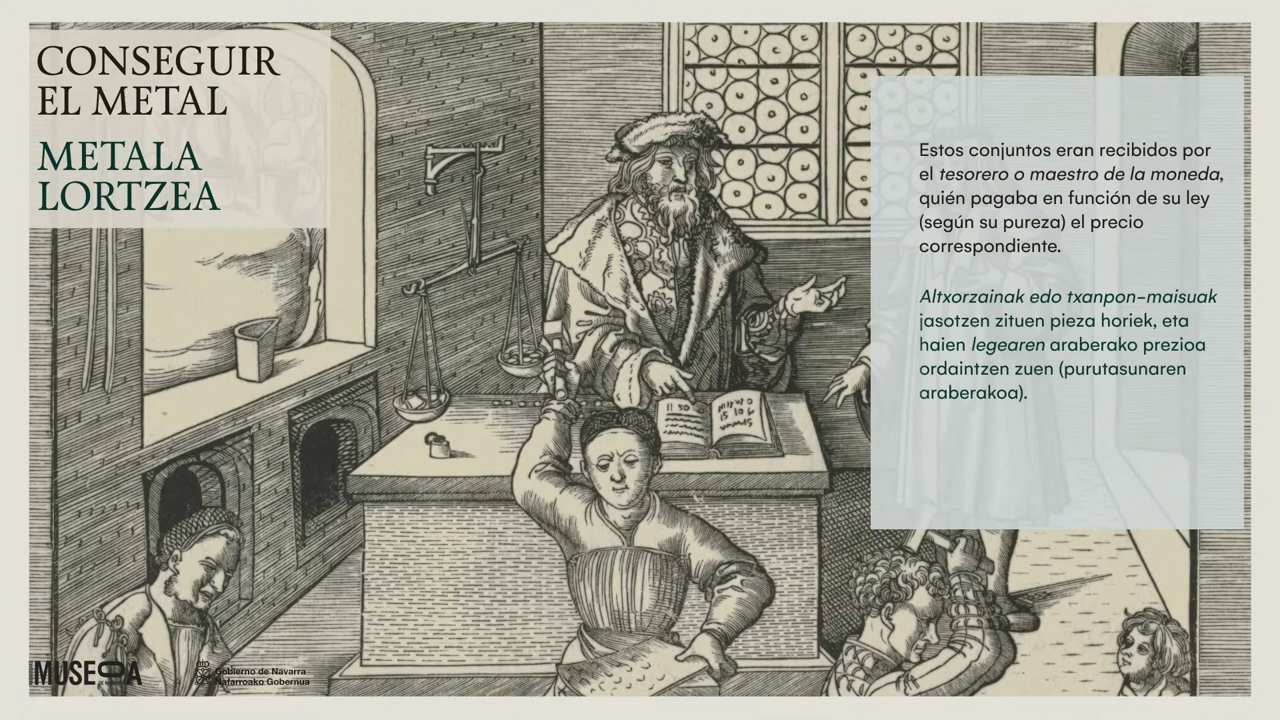 CONSEGUIR
EL METAL
METALA
LORTZEA
Estos conjuntos eran recibidos por
el tesorero o maestro de la moneda,
quién pagaba en función de su ley
(según su pureza) el precio
correspondiente.
Altxorzainak edo txanpon-maisuak
jasotzen zituen pieza horiek, eta
haien legearen araberako prezioa
ordaintzen zuen (purutasunaren
araberakoa).
MUSEOA
Gobierno de Navarra
Nafarroako Gobernua